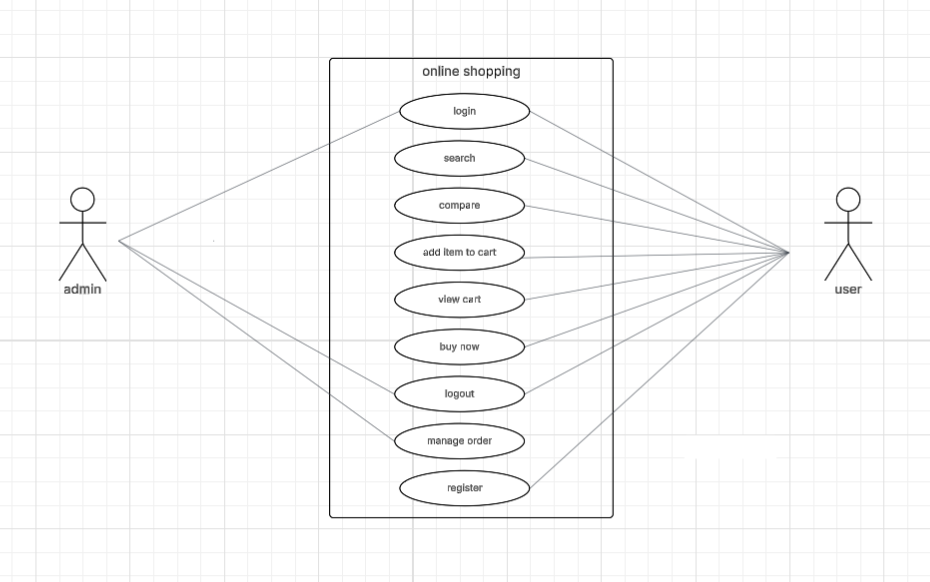 online shopping
login
search
compare
add item to cart
view cart
buy now
logout
manage order
register
admin
user